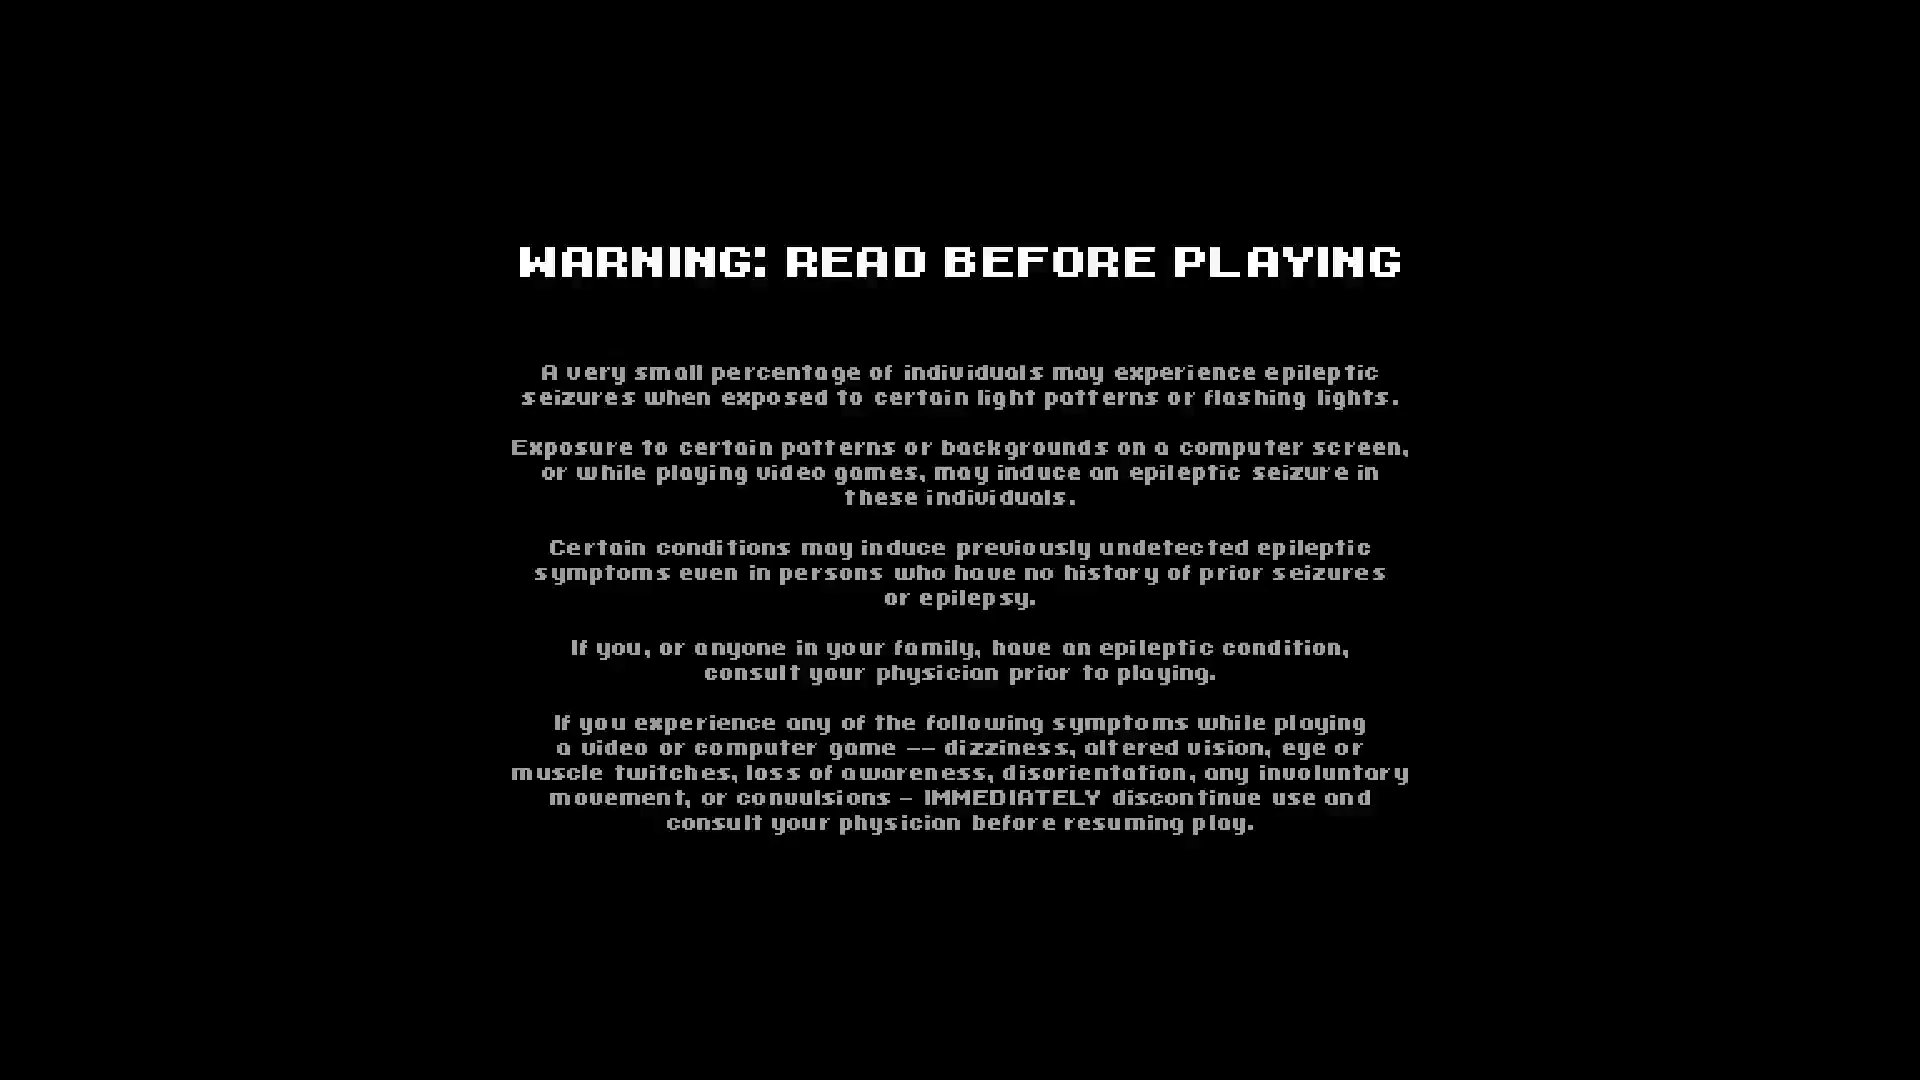 WARNING: READ BEFORE PLAYING
A very small percentage of individuals may experience epileptic
seizures when exposed to certain light patterns or flashing lights.
Exposure to certain patterns or backgrounds on a computer screen,
or while playing video games, may induce an epileptic seizure in
these individuals.
Certain conditions may induce previously undetected epileptic
symptoms even in persons who have no history of prior seizures
or epilepsy.
If you, or anyone in your family, have an epileptic condition,
consult your physician prior to playing.
If you experience any of the following symptoms while playing
a video or computer game -- dizziness, altered vision, eye or
muscle twitches, loss of awareness, disorientation, any involuntary
movement, or convulsions - IMMEDIATELY discontinue use and
consult your physician before resuming play.